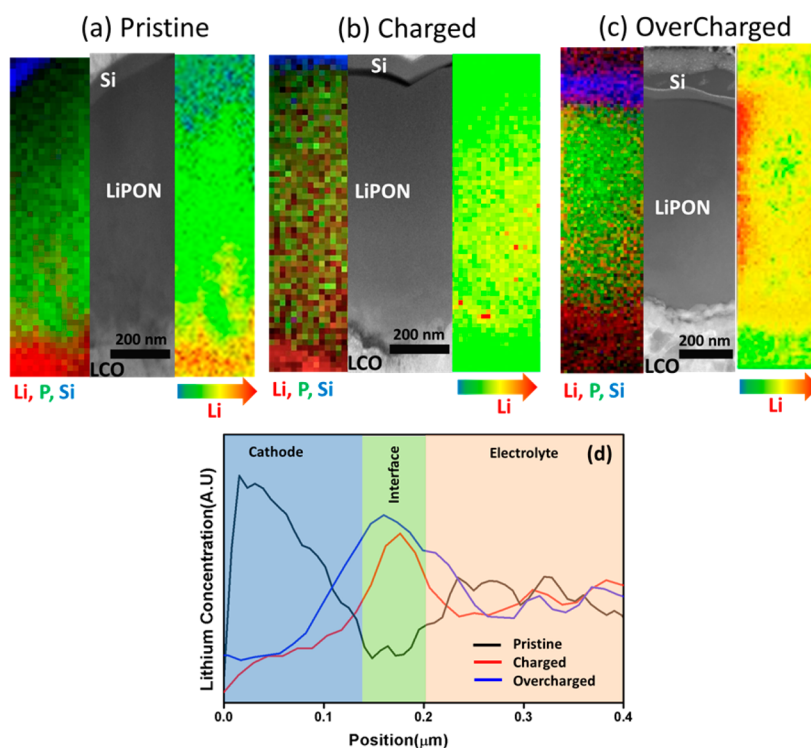 (a) Pristine
(b) Charged
(c) OverCharged
Si
LiPON
200 nm
LCO
Li, P, Si
Li
Si
LiPON
200 nm
LCO
Li, P, Si
Li
Si
LiPON
200 nm
LCO
Li, P, Si
Li
Cathode
Interface
Electrolyte
(d)
Lithium Concentration(A.U)
Pristine
Charged
Overcharged
0.0 0.1 0.2 0.3 0.4
Position(μm)